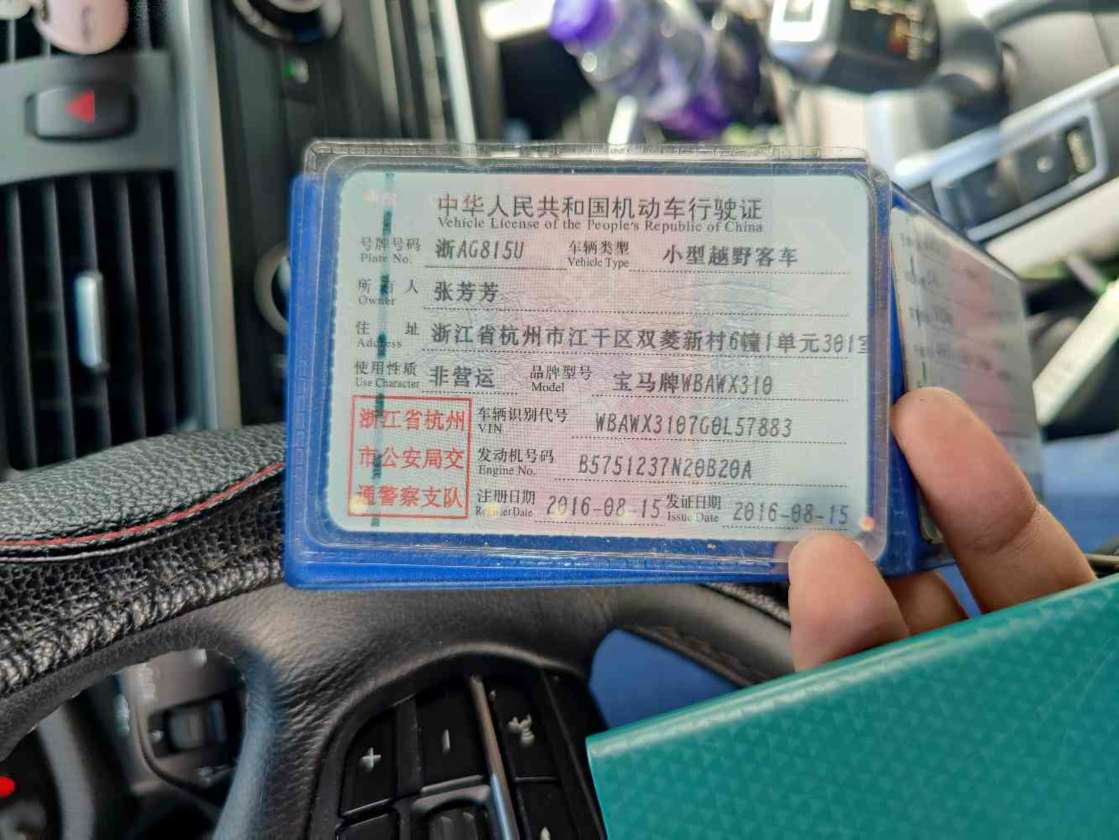 中华人民共和国机动车行驶证
Vehicle License of the People's Republic of China
号牌号码 浙AG815U 车辆类型 小型越野客车
Plate No. Vehicle Type
所有人 张芳芳
Owner
住址 浙江省杭州市江干区双菱新村6幢1单元301室
Address
使用性质 非营运 品牌型号 宝马牌WBAWX310
Use Character Model
浙江省杭州
市公安局交
通警察支队
车辆识别代号 WBAWX3107G0L57883
VIN
发动机号码 B5751237N20B20A
Engine No.
注册日期 2016-08-15 发证日期 2016-08-15
Register Date Issue Date